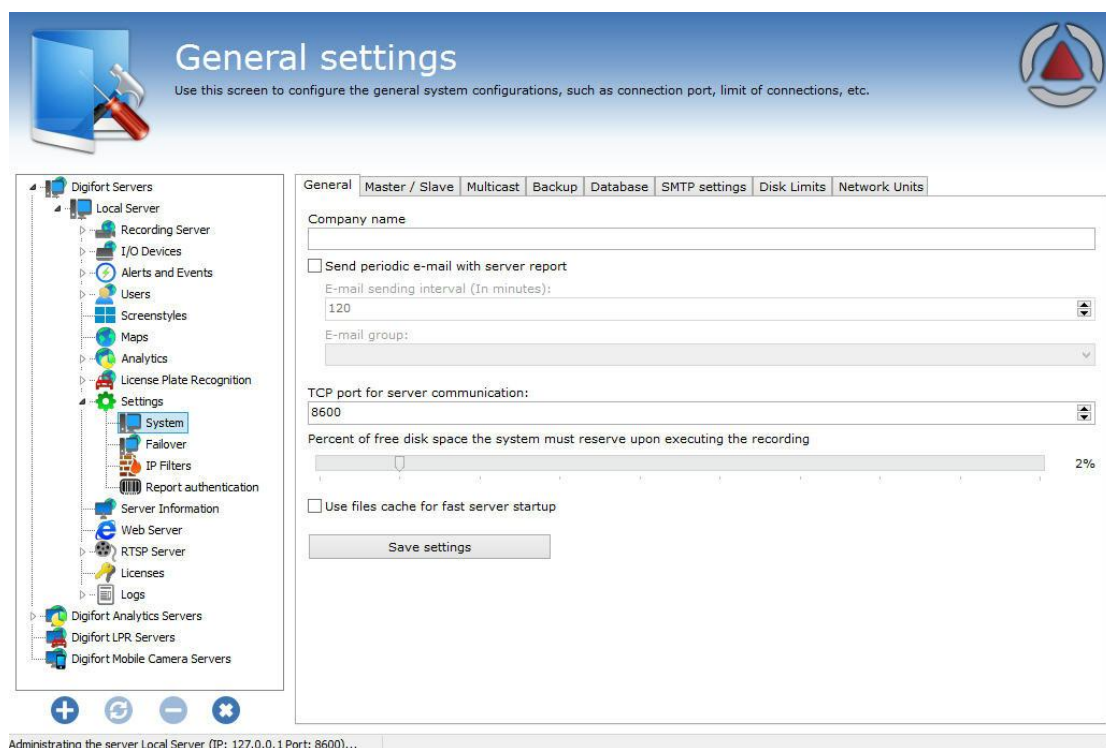 General settings
Use this screen to configure the general system configurations, such as connection port, limit of connections, etc.
Digifort Servers
Local Server
Recording Server
I/O Devices
Alerts and Events
Users
Screenstyles
Maps
Analytics
License Plate Recognition
Settings
System
Failover
IP Filters
Report authentication
Server Information
Web Server
RTSP Server
Licenses
Logs
Digifort Analytics Servers
Digifort LPR Servers
Digifort Mobile Camera Servers
General Master / Slave Multicast Backup Database SMTP settings Disk Limits Network Units
Company name
Send periodic e-mail with server report
E-mail sending interval (In minutes):
120
E-mail group:
TCP port for server communication:
8600
Percent of free disk space the system must reserve upon executing the recording
2%
Use files cache for fast server startup
Save settings
Administrating the server Local Server (IP: 127.0.0.1 Port: 8600)...